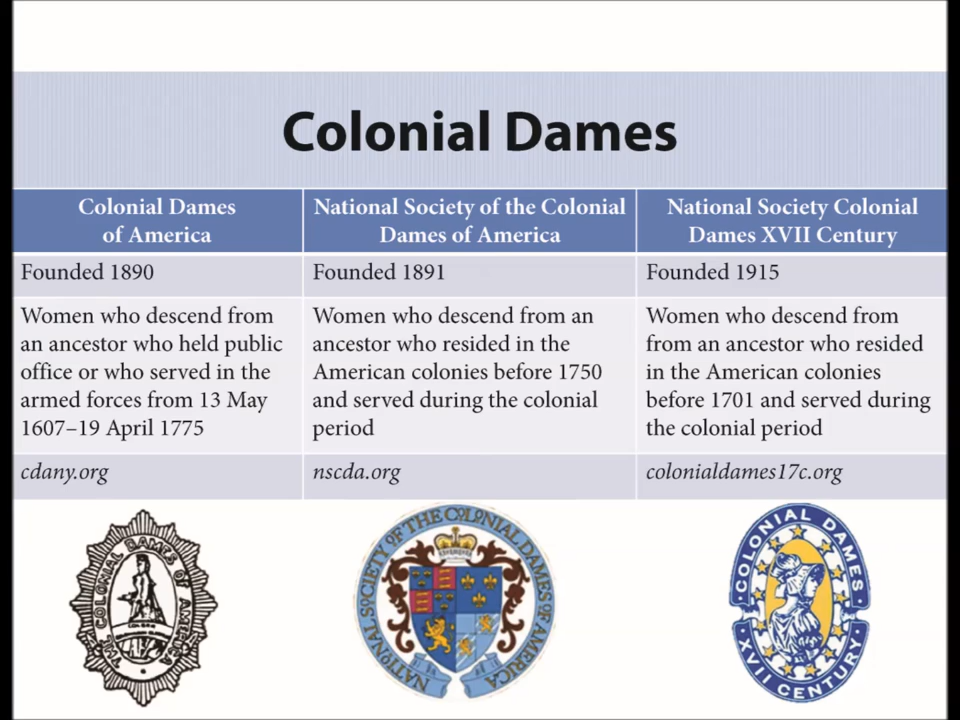 Colonial Dames
Colonial Dames
of America
National Society of the Colonial
Dames of America
National Society Colonial
Dames XVII Century
Founded 1890
Founded 1891
Founded 1915
Women who descend from
an ancestor who held public
office or who served in the
armed forces from 13 May
1607–19 April 1775
Women who descend from an
ancestor who resided in the
American colonies before 1750
and served during the colonial
period
Women who descend from
from an ancestor who resided
in the American colonies
before 1701 and served during
the colonial period
cdany.org
nscda.org
colonialdames17c.org
THE COLONIAL DAMES OF AMERICA
NATIONAL SOCIETY OF THE COLONIAL DAMES OF AMERICA
COLONIAL DAMES
XVII CENTURY